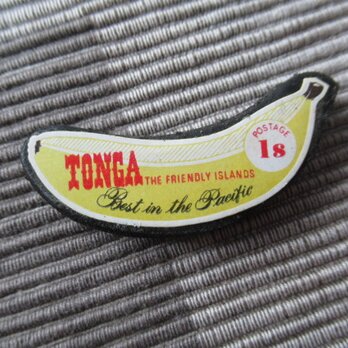 TONGA THE FRIENDLY ISLANDS
Best in the Pacific
POSTAGE
1s